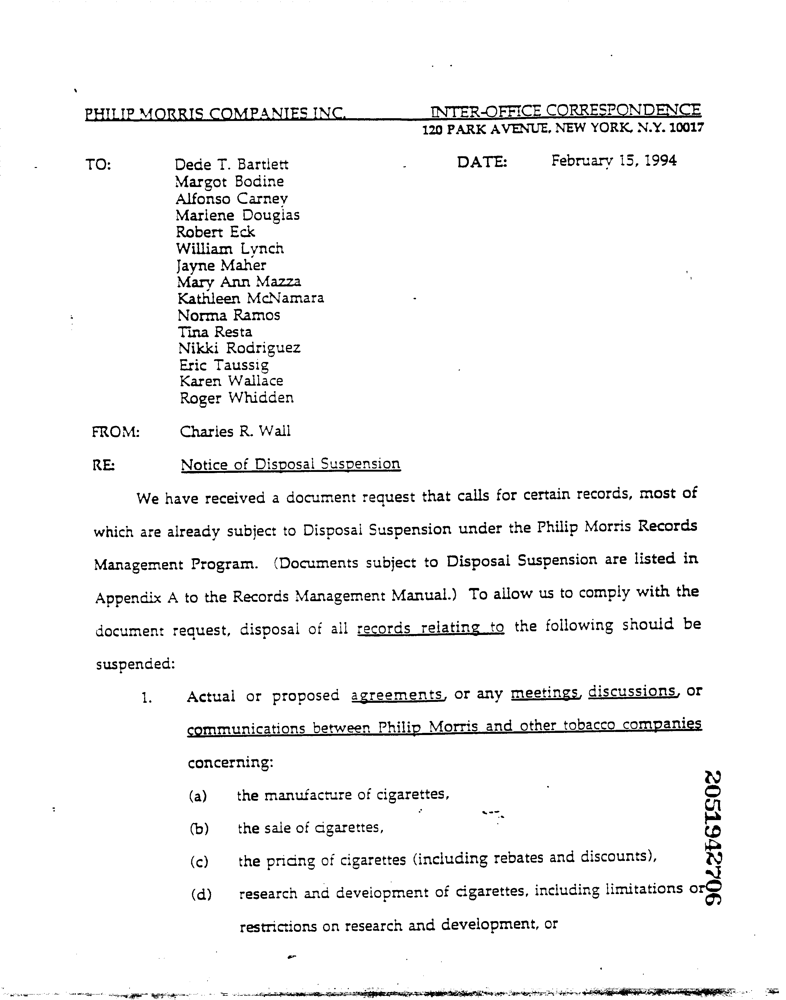 PHILIP MORRIS COMPANIES INC. INTER-OFFICE CORRESPONDENCE
120 PARK AVENUE, NEW YORK, N.Y. 10017
TO: Dede T. Bartlett DATE: February 15, 1994
Margot Bodine
Alfonso Carney
Marlene Douglas
Robert Eck
William Lynch
Jayne Maher
Mary Ann Mazza
Kathleen McNamara
Norma Ramos
Tina Resta
Nikki Rodriguez
Eric Taussig
Karen Wallace
Roger Whidden
FROM: Charles R. Wall
RE: Notice of Disposal Suspension
We have received a document request that calls for certain records, most of
which are already subject to Disposal Suspension under the Philip Morris Records
Management Program. (Documents subject to Disposal Suspension are listed in
Appendix A to the Records Management Manual.) To allow us to comply with the
document request, disposal of all records relating to the following should be
suspended:
1. Actual or proposed agreements, or any meetings, discussions, or
communications between Philip Morris and other tobacco companies
concerning:
(a) the manufacture of cigarettes,
(b) the sale of cigarettes,
(c) the pricing of cigarettes (including rebates and discounts),
(d) research and development of cigarettes, including limitations or
restrictions on research and development, or
2051942706